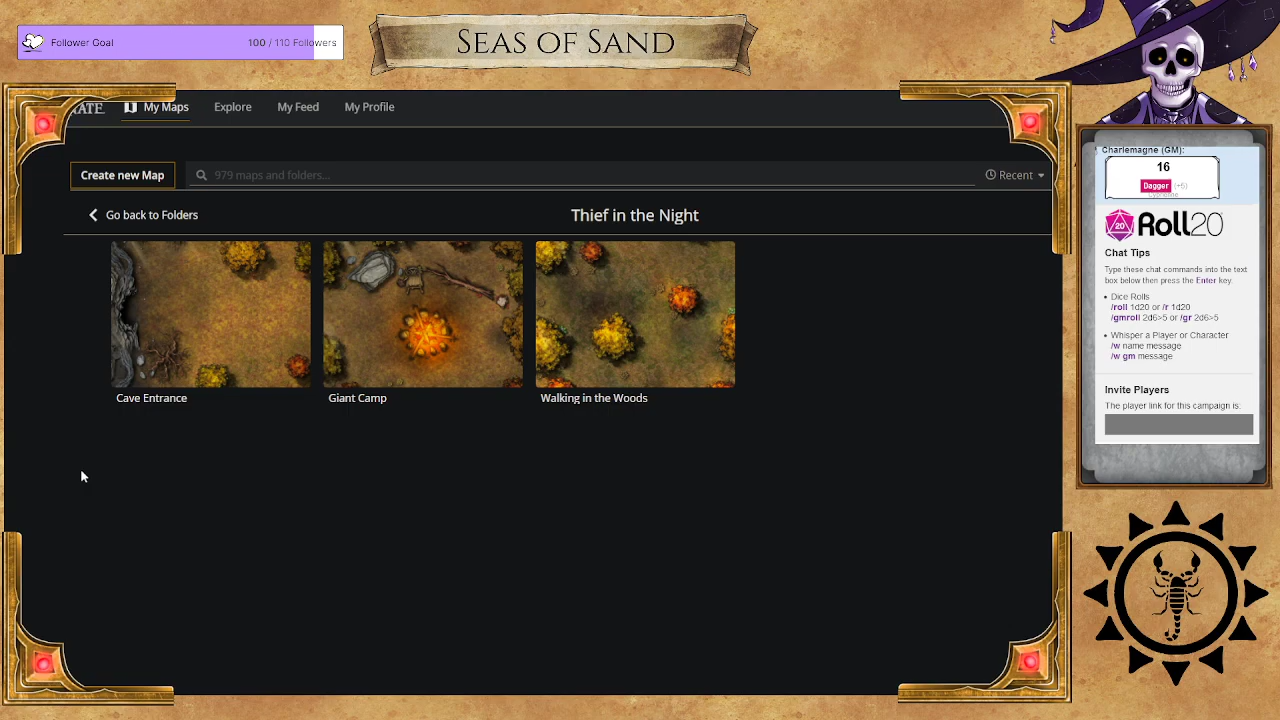 Follower Goal
100 / 110 Followers
SEAS OF SAND
My Maps
Explore
My Feed
My Profile
Create new Map
979 maps and folders...
Recent
Go back to Folders
Thief in the Night
Cave Entrance
Giant Camp
Walking in the Woods
Charlemagne (GM):
16
Dagger (+5)
20
Roll20
Chat Tips
Type these chat commands into the text
box below then press the Enter key.
• Dice Rolls
/roll 1d20 or /r 1d20
/gmroll 2d6>5 or /gr 2d6>5
• Whisper a Player or Character
/w name message
/w gm message
Invite Players
The player link for this campaign is: